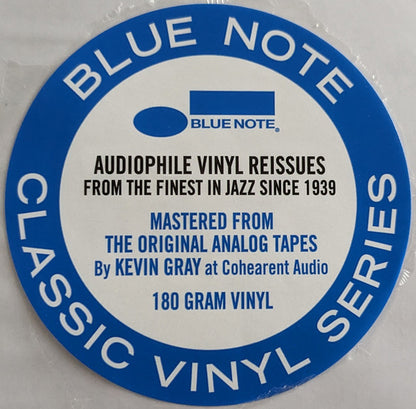 BLUE NOTE
BLUE NOTE®
AUDIOPHILE VINYL REISSUES
FROM THE FINEST IN JAZZ SINCE 1939
MASTERED FROM
THE ORIGINAL ANALOG TAPES
By KEVIN GRAY at Cohearent Audio
180 GRAM VINYL
CLASSIC VINYL SERIES